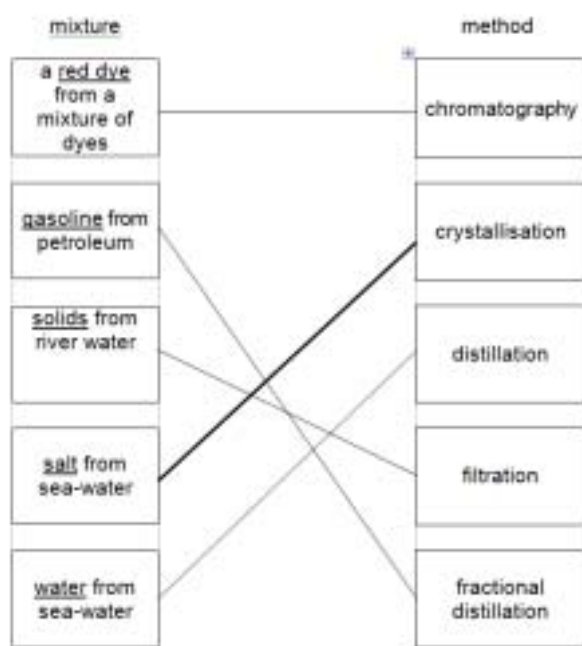 mixture
method
a red dye
from a
mixture of
dyes
chromatography
gasoline from
petroleum
crystallisation
solids from
river water
distillation
salt from
sea-water
filtration
water from
sea-water
fractional
distillation